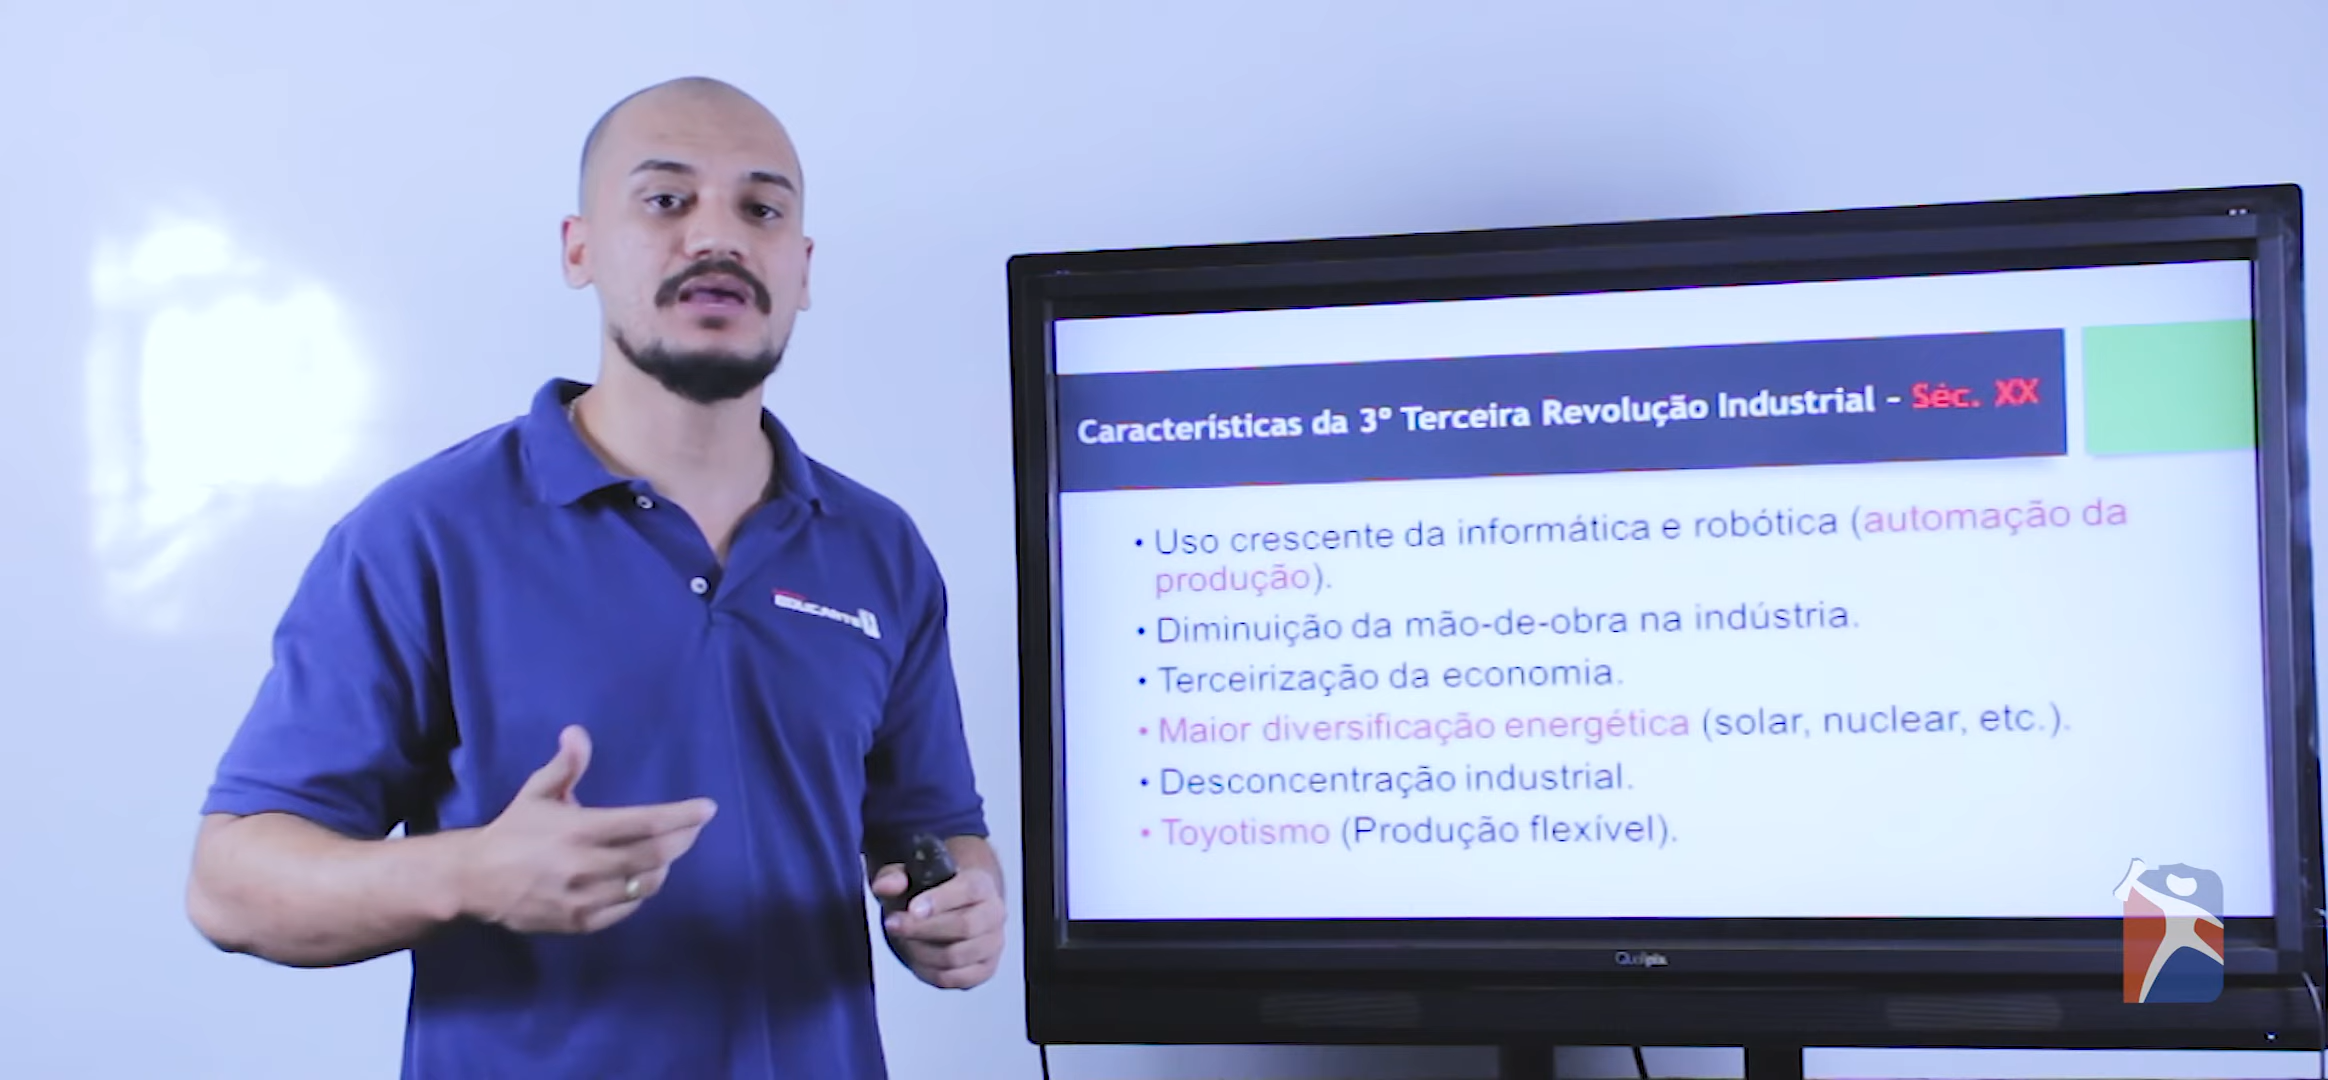 Características da 3º Terceira Revolução Industrial - Séc. XX
• Uso crescente da informática e robótica (automação da
produção).
• Diminuição da mão-de-obra na indústria.
• Terceirização da economia.
• Maior diversificação energética (solar, nuclear, etc.).
• Desconcentração industrial.
• Toyotismo (Produção flexível).